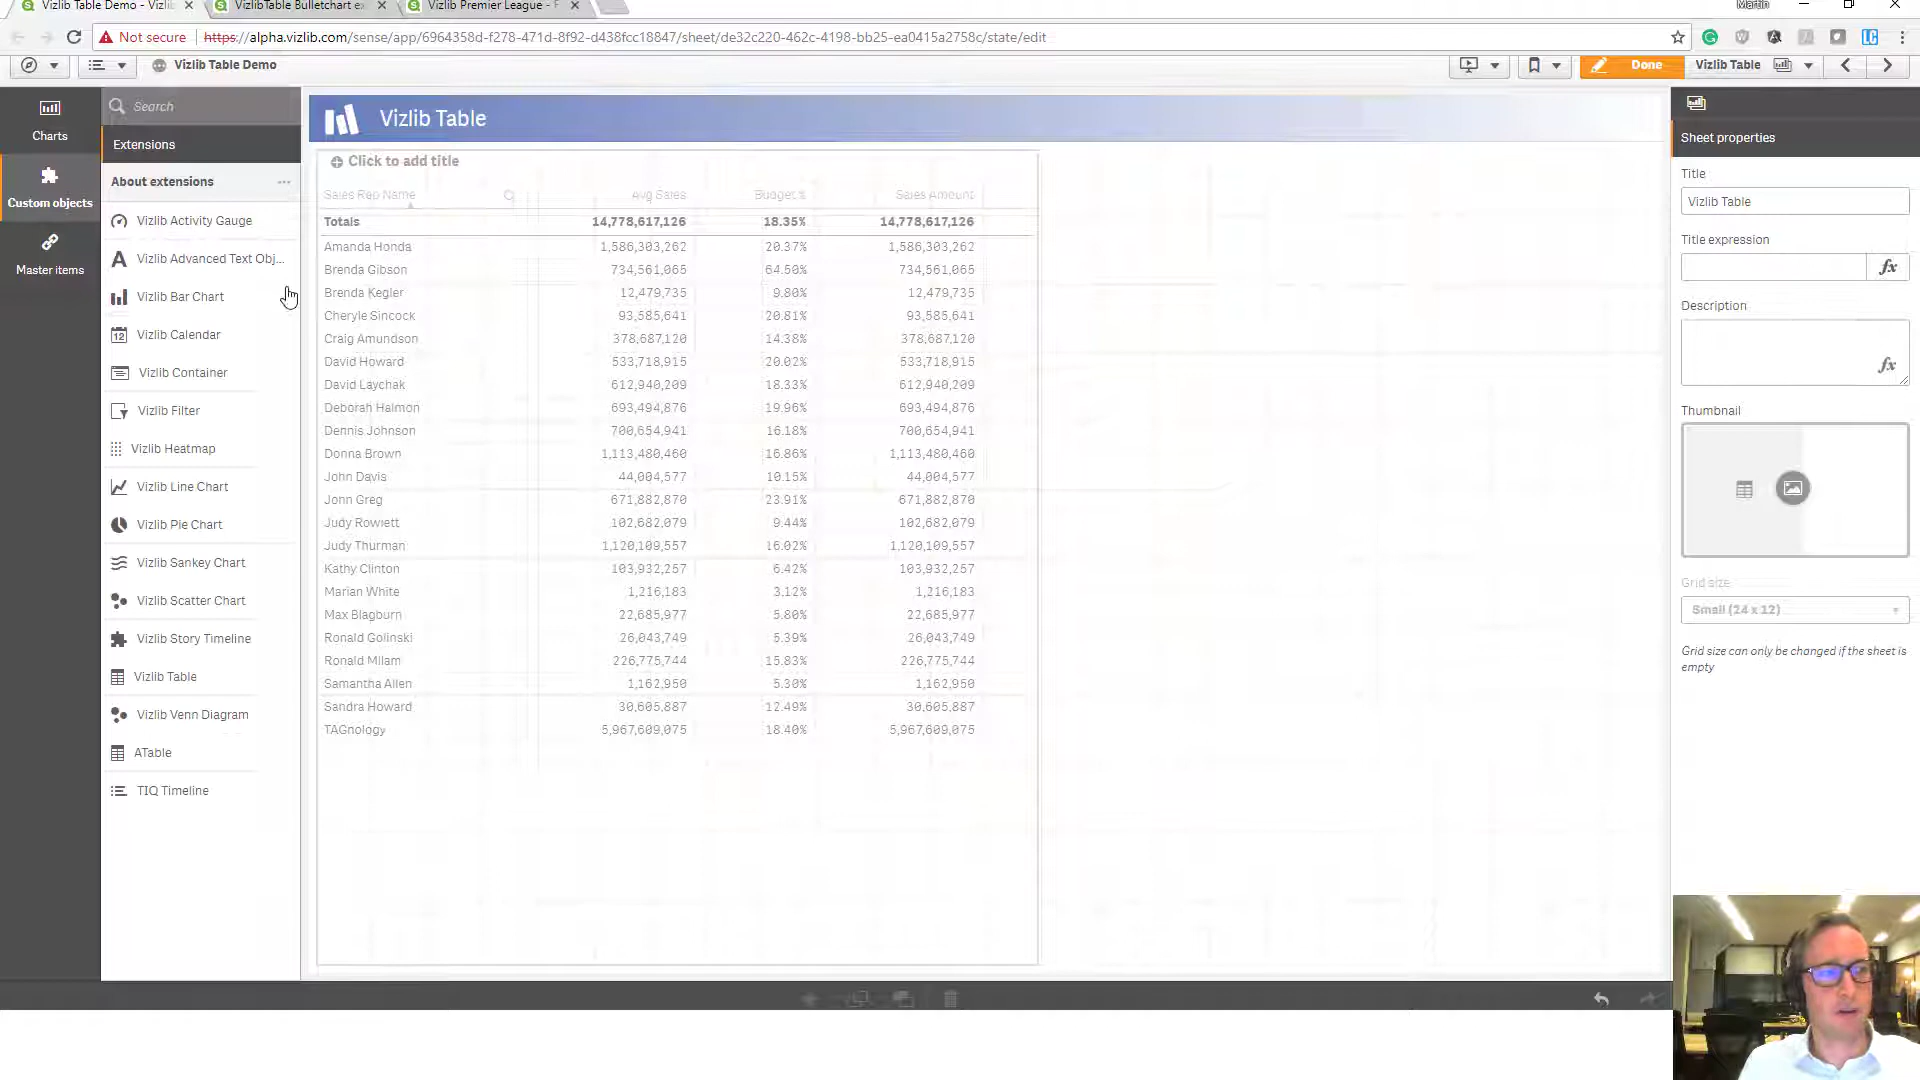 Vizlib Table Demo - Vizlib
VizlibTable Bulletchart ex
Vizlib Premier League - F
Martin
Not secure https://alpha.vizlib.com/sense/app/6964358d-f278-471d-8f92-d438fcc18847/sheet/de32c220-462c-4198-bb25-ea0415a2758c/state/edit
Vizlib Table Demo
Done
Vizlib Table
Charts
Custom objects
Master items
Search
Extensions
About extensions
Vizlib Activity Gauge
Vizlib Advanced Text Obj...
Vizlib Bar Chart
Vizlib Calendar
Vizlib Container
Vizlib Filter
Vizlib Heatmap
Vizlib Line Chart
Vizlib Pie Chart
Vizlib Sankey Chart
Vizlib Scatter Chart
Vizlib Story Timeline
Vizlib Table
Vizlib Venn Diagram
ATable
TIQ Timeline
Vizlib Table
Click to add title
Sales Rep Name Avg Sales Budget % Sales Amount
Totals 14,778,617,126 18.35% 14,778,617,126
Amanda Honda 1,586,303,262 20.37% 1,586,303,262
Brenda Gibson 734,561,065 64.50% 734,561,065
Brenda Kegler 12,479,735 9.80% 12,479,735
Cheryle Sincock 93,585,641 20.81% 93,585,641
Craig Amundson 378,687,120 14.38% 378,687,120
David Howard 533,718,915 20.02% 533,718,915
David Laychak 612,940,209 18.33% 612,940,209
Deborah Halmon 693,494,876 19.96% 693,494,876
Dennis Johnson 700,654,941 16.18% 700,654,941
Donna Brown 1,113,480,460 16.86% 1,113,480,460
John Davis 44,004,577 10.15% 44,004,577
John Greg 671,882,870 23.91% 671,882,870
Judy Rowlett 102,682,079 9.44% 102,682,079
Judy Thurman 1,120,109,557 16.02% 1,120,109,557
Kathy Clinton 103,932,257 6.42% 103,932,257
Marian White 1,216,183 3.12% 1,216,183
Max Blagburn 22,685,977 5.80% 22,685,977
Ronald Golinski 26,043,749 5.39% 26,043,749
Ronald Milam 226,775,744 15.83% 226,775,744
Samantha Allen 1,162,950 5.30% 1,162,950
Sandra Howard 30,605,887 12.49% 30,605,887
TAGnology 5,967,609,075 18.40% 5,967,609,075
Sheet properties
Title
Vizlib Table
Title expression
fx
Description
fx
Thumbnail
Grid size
Small (24 x 12)
Grid size can only be changed if the sheet is
empty